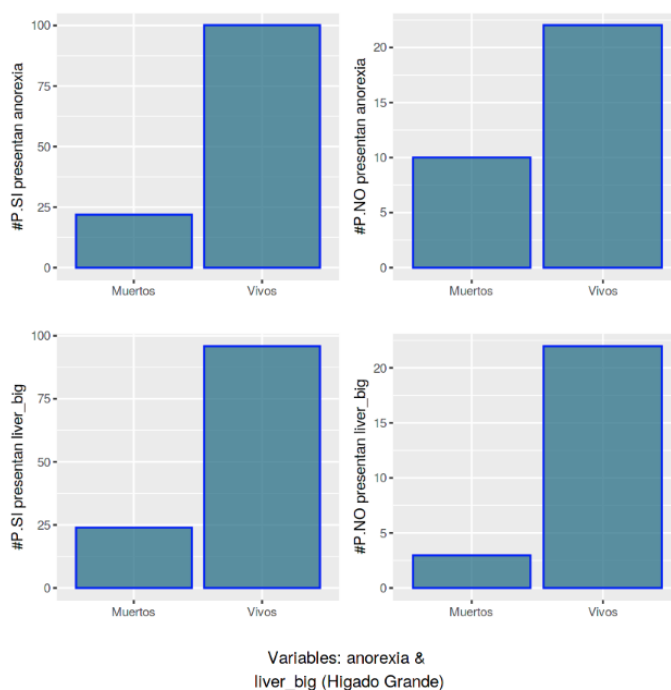 #P.SI presentan anorexia
100
75
50
25
0
Muertos Vivos
#P.NO presentan anorexia
20
15
10
5
0
Muertos Vivos
#P.SI presentan liver_big
100
75
50
25
0
Muertos Vivos
#P.NO presentan liver_big
20
15
10
5
0
Muertos Vivos
Variables: anorexia &
liver_big (Higado Grande)